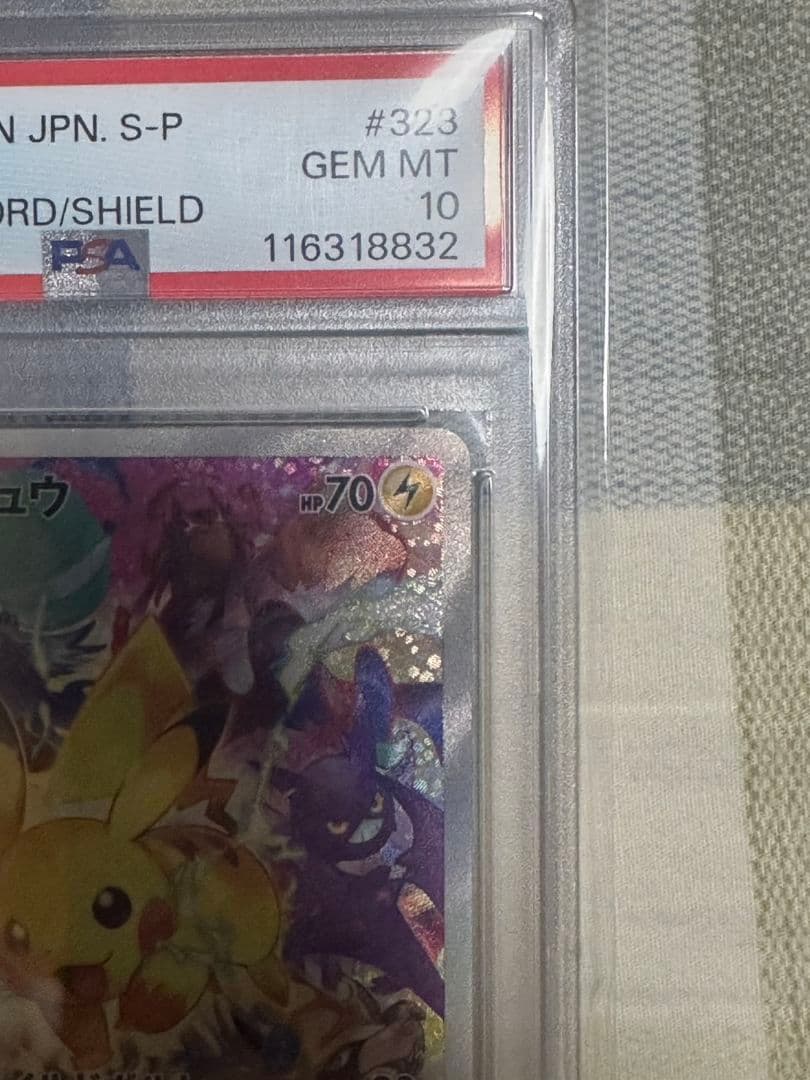 N JPN. S-P #323
GEM MT
ORD/SHIELD 10
PSA 116318832
ュウ HP70